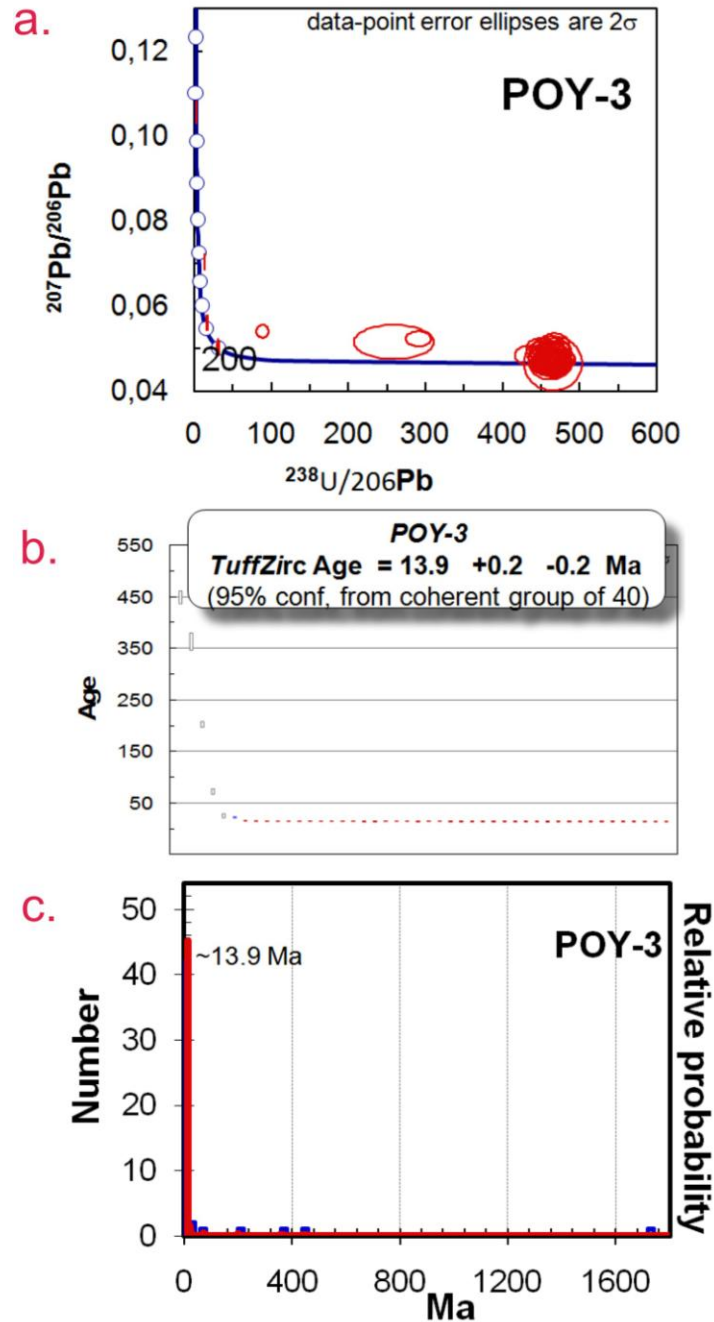 a.
data-point error ellipses are 2σ
POY-3
0,12
0,10
0,08
0,06
0,04
207Pb/206Pb
200
0 100 200 300 400 500 600
238U/206Pb
b.
POY-3
TuffZirc Age = 13.9 +0.2 -0.2 Ma
(95% conf, from coherent group of 40)
550
450
350
250
150
50
Age
c.
POY-3
~13.9 Ma
50
40
30
20
10
0
Number
Relative probability
0 400 800 1200 1600
Ma